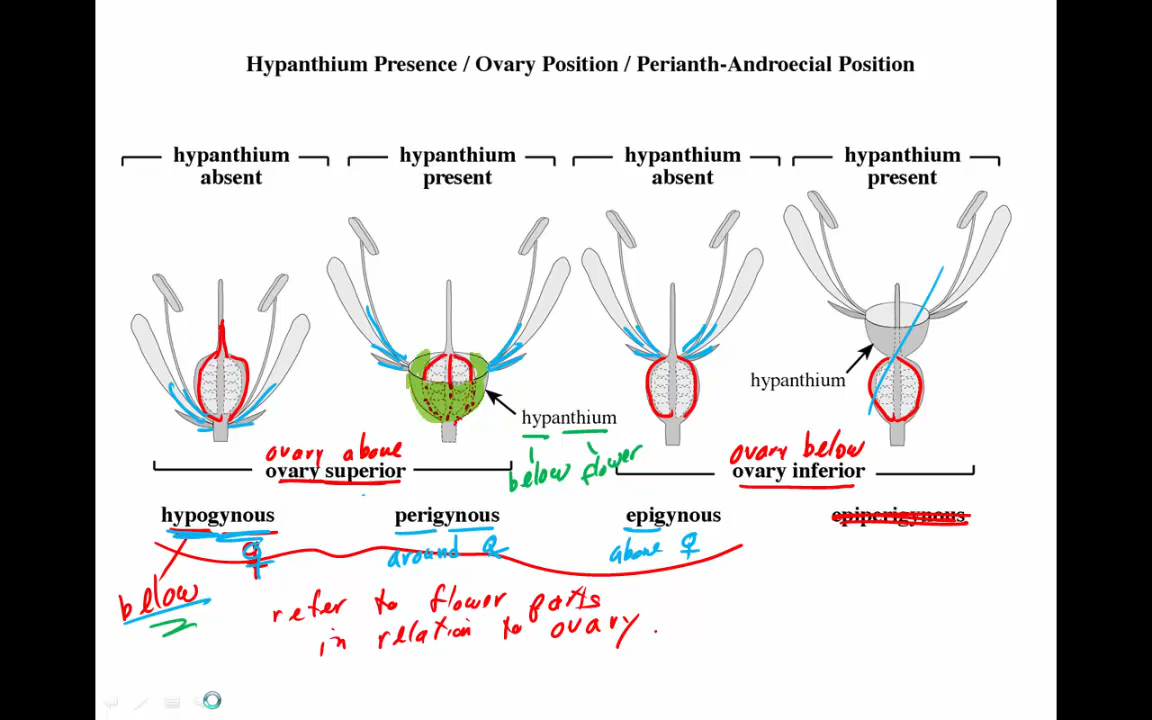 Hypanthium Presence / Ovary Position / Perianth-Androecial Position
hypanthium absent
hypanthium present
hypanthium absent
hypanthium present
hypanthium
hypanthium
below flower
ovary above
ovary superior
ovary below
ovary inferior
hypogynous
perigynous
epigynous
epiperigynous
♀
around ♀
above ♀
below
refer to flower parts
in relation to ovary.